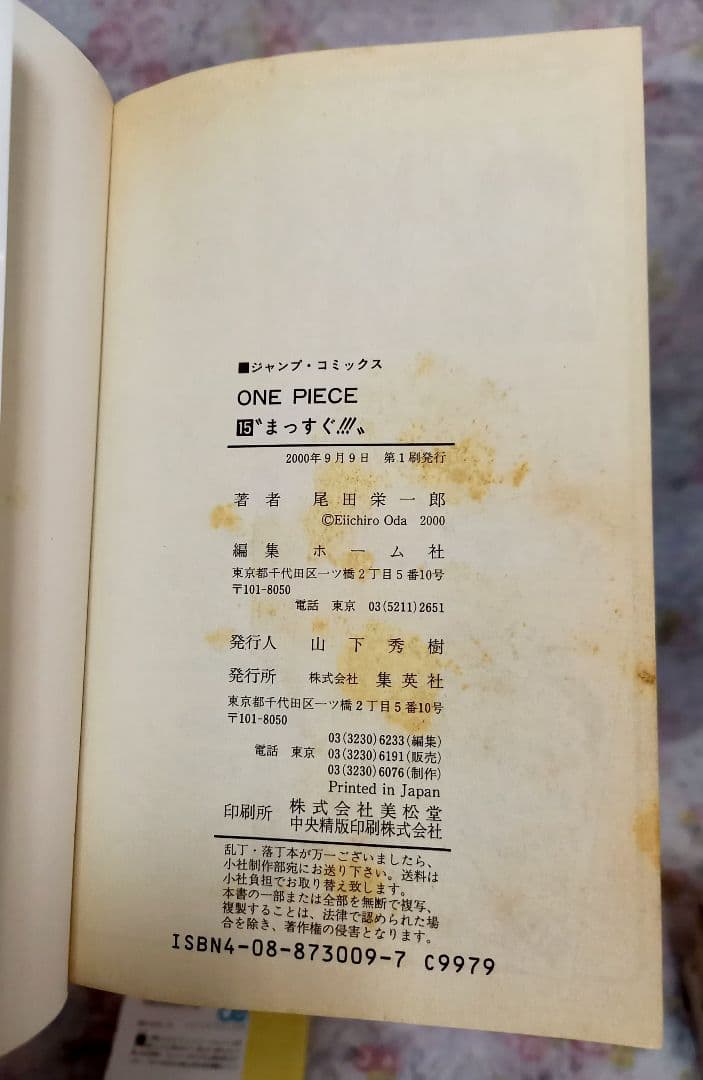 ■ジャンプ・コミックス
ONE PIECE
15〝まっすぐ!!!〟
2000年9月9日 第1刷発行
著者 尾田栄一郎
©Eiichiro Oda 2000
編集 ホーム社
東京都千代田区一ツ橋2丁目5番10号
〒101-8050
電話 東京 03(5211)2651
発行人 山下秀樹
発行所 株式会社 集英社
東京都千代田区一ツ橋2丁目5番10号
〒101-8050
03(3230)6233(編集)
電話 東京 03(3230)6191(販売)
03(3230)6076(制作)
Printed in Japan
印刷所 株式会社美松堂
中央精版印刷株式会社
乱丁・落丁本が万一ございましたら、
小社制作部宛にお送り下さい。送料は
小社負担でお取り替え致します。
本書の一部または全部を無断で複写、
複製することは、法律で認められた場
合を除き、著作権の侵害となります。
ISBN4-08-873009-7 C9979